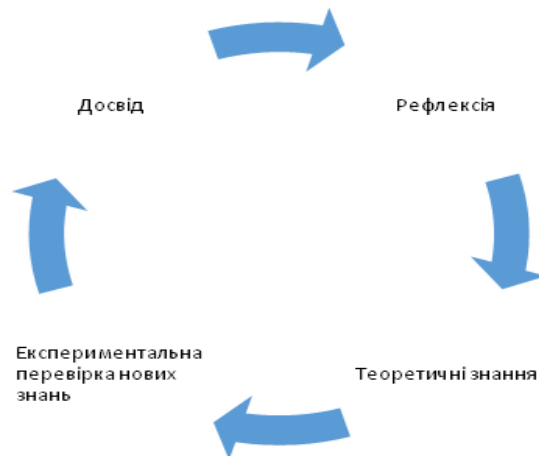 Досвід
Рефлексія
Експериментальна
перевірка нових
знань
Теоретичні знання